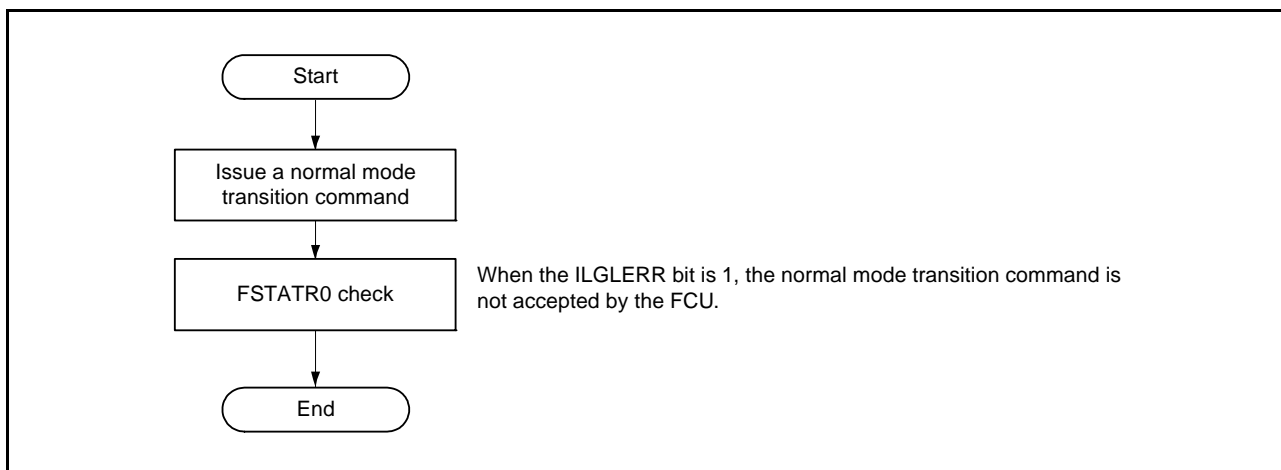 Start
Issue a normal mode
transition command
FSTATR0 check
When the ILGLERR bit is 1, the normal mode transition command is
not accepted by the FCU.
End